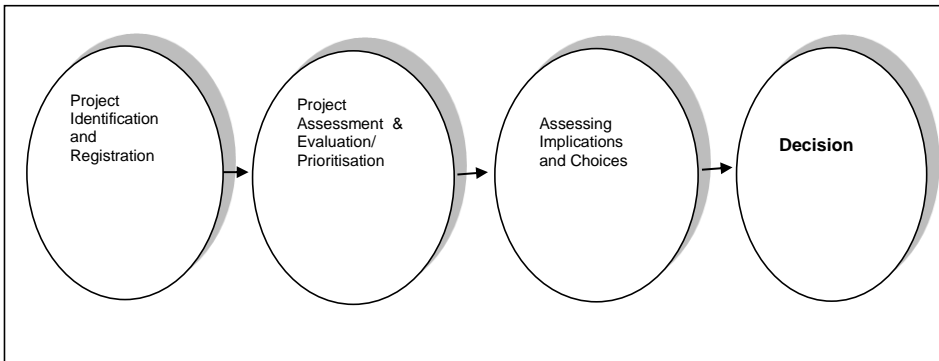 Project
Identification
and
Registration
Project
Assessment &
Evaluation/
Prioritisation
Assessing
Implications
and Choices
Decision